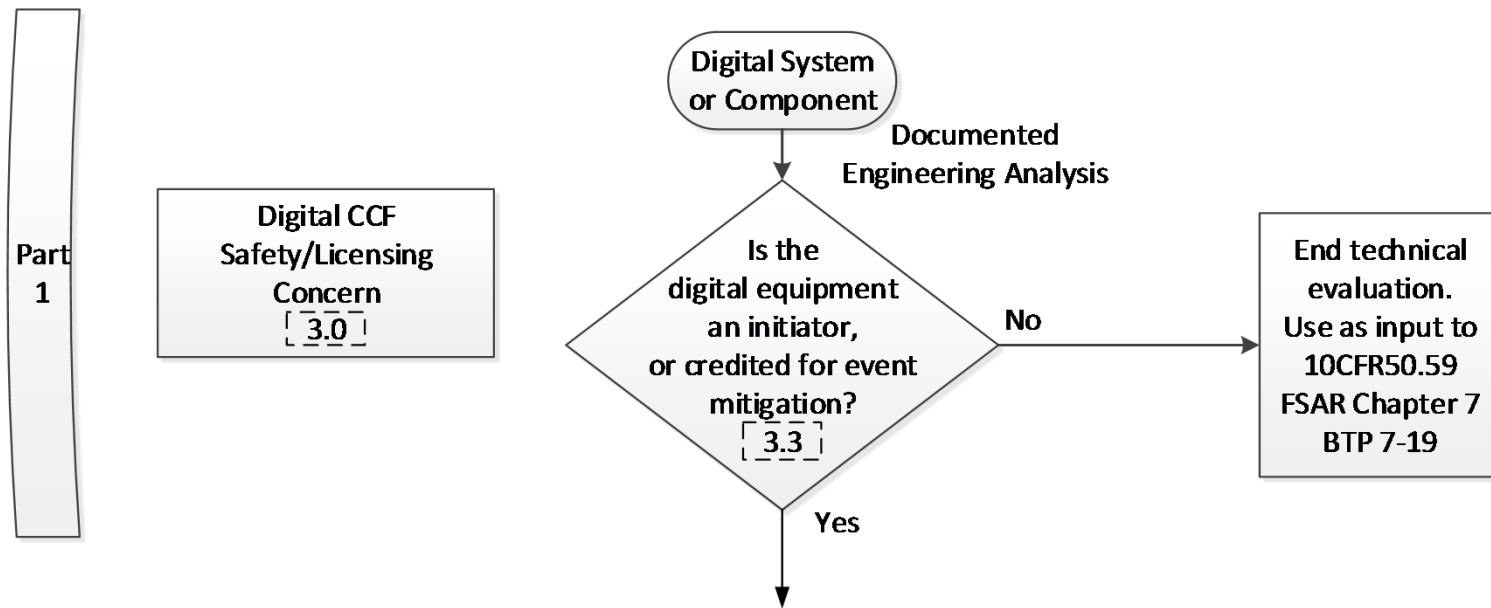 Part
1
Digital CCF
Safety/Licensing
Concern
3.0
Digital System
or Component
Documented
Engineering Analysis
Is the
digital equipment
an initiator,
or credited for event
mitigation?
3.3
No
Yes
End technical
evaluation.
Use as input to
10CFR50.59
FSAR Chapter 7
BTP 7-19